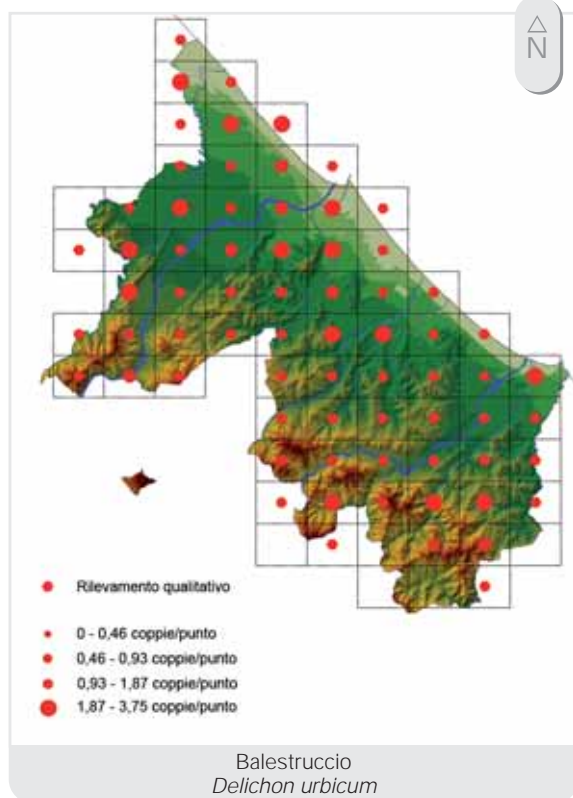 N
Rilevamento qualitativo
0 - 0,46 coppie/punto
0,46 - 0,93 coppie/punto
0,93 - 1,87 coppie/punto
1,87 - 3,75 coppie/punto
Balestruccio
Delichon urbicum